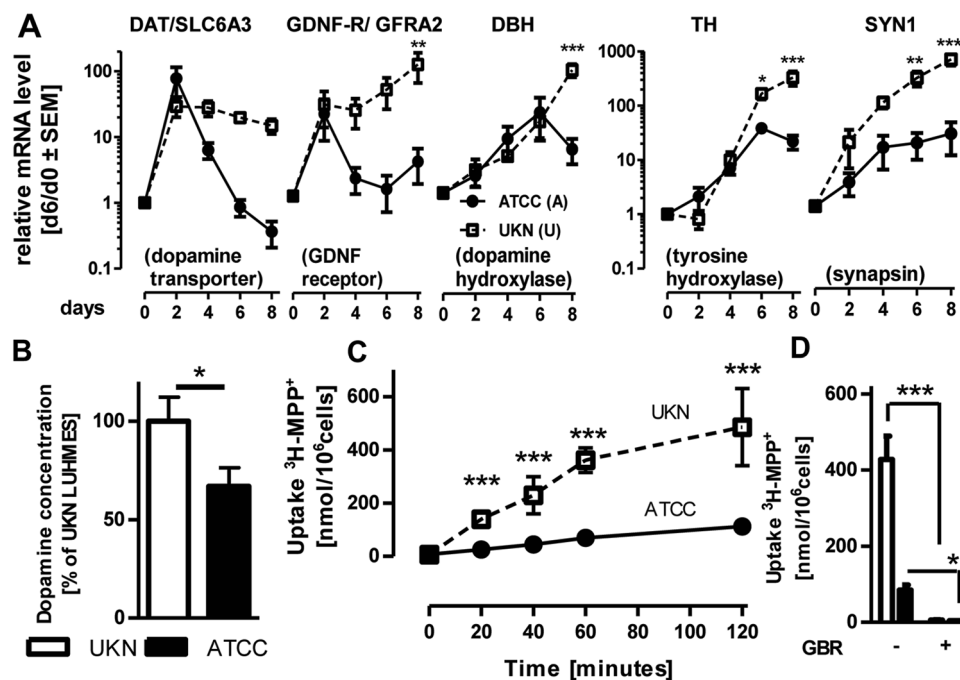 A
DAT/SLC6A3 GDNF-R/ GFRA2 DBH TH SYN1
relative mRNA level
[d6/d0 ± SEM]
100
10
1
0.1
1000
100
10
1
0.1
** *** * *** ** ***
ATCC (A)
UKN (U)
(dopamine
transporter)
(GDNF
receptor)
(dopamine
hydroxylase)
(tyrosine
hydroxylase)
(synapsin)
days 0 2 4 6 8 0 2 4 6 8 0 2 4 6 8 0 2 4 6 8 0 2 4 6 8
B
Dopamine concentration
[% of UKN LUHMES]
100
50
0
*
UKN ATCC
C
Uptake ³H-MPP⁺
[nmol/10⁶cells]
600
400
200
0
*** *** *** ***
UKN
ATCC
0 20 40 60 80 100 120
Time [minutes]
D
Uptake ³H-MPP⁺
[nmol/10⁶cells]
600
400
200
0
***
*
GBR - +